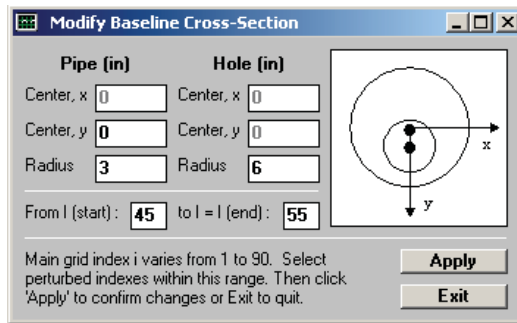 Modify Baseline Cross-Section
Pipe (in) Hole (in)
Center, x 0 Center, x 0
Center, y 0 Center, y 0
Radius 3 Radius 6
x
y
From I (start) : 45 to I = I (end) : 55
Main grid index i varies from 1 to 90. Select
perturbed indexes within this range. Then click
'Apply' to confirm changes or Exit to quit.
Apply
Exit